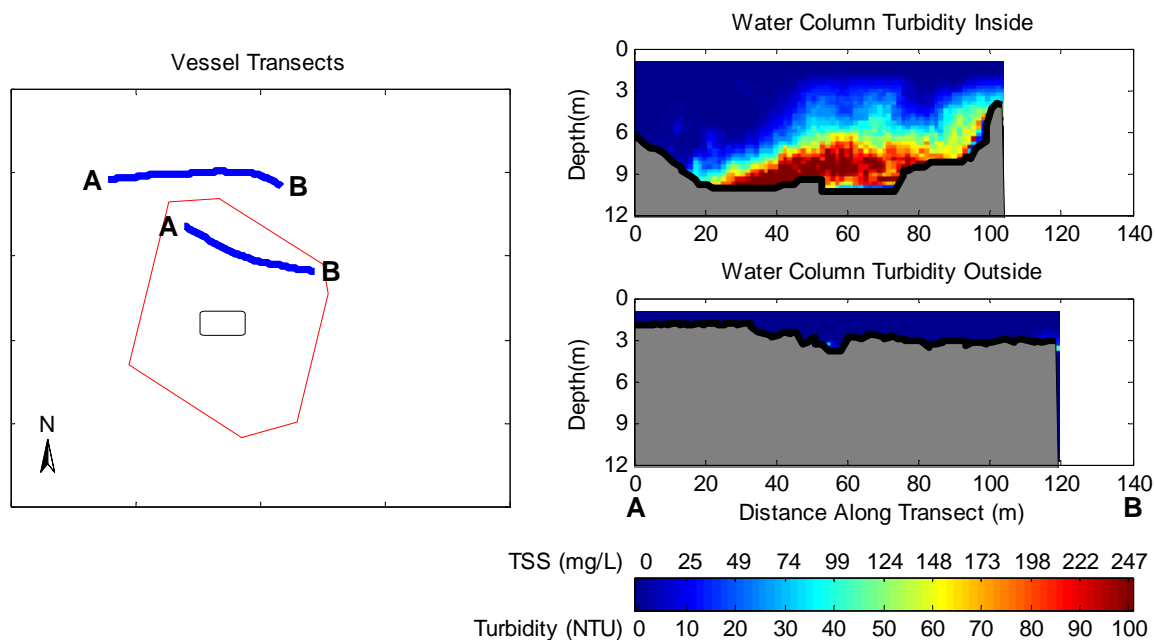 Vessel Transects
A
B
A
B
N
Water Column Turbidity Inside
Depth(m)
0
3
6
9
12
0 20 40 60 80 100 120 140
Water Column Turbidity Outside
Depth(m)
0
3
6
9
12
0 20 40 60 80 100 120 140
A Distance Along Transect (m) B
TSS (mg/L) 0 25 49 74 99 124 148 173 198 222 247
Turbidity (NTU) 0 10 20 30 40 50 60 70 80 90 100